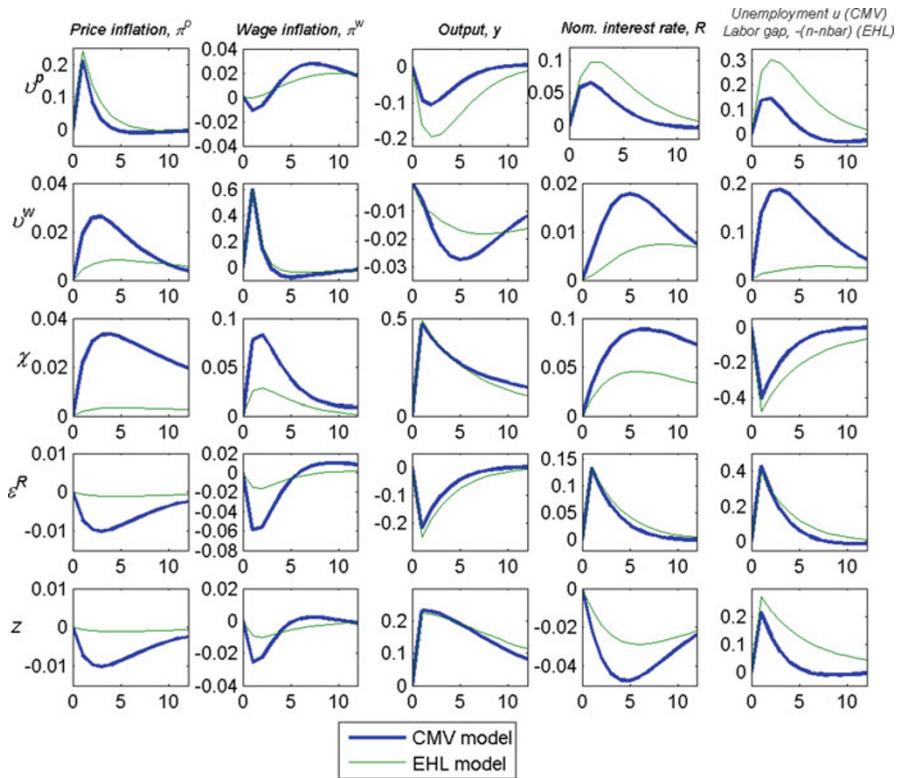 Unemployment u (CMV)
Price inflation, π^p Wage inflation, π^w Output, y Nom. interest rate, R Labor gap, -(n-nbar) (EHL)
υ^p
0.2
0.1
0
0 5 10
0.04
0.02
0
-0.02
-0.04
0 5 10
0
-0.1
-0.2
0 5 10
0.1
0.05
0
0 5 10
0.3
0.2
0.1
0
0 5 10
υ^w
0.04
0.02
0
0 5 10
0.6
0.4
0.2
0
0 5 10
-0.01
-0.02
-0.03
0 5 10
0.02
0.01
0
0 5 10
0.2
0.1
0
0 5 10
χ
0.04
0.02
0
0 5 10
0.1
0.05
0
0 5 10
0.5
0
0 5 10
0.1
0.05
0
0 5 10
0
-0.2
-0.4
0 5 10
ε^R
0.01
0
-0.01
0 5 10
0.02
0
-0.02
-0.04
-0.06
-0.08
0 5 10
0
-0.1
-0.2
0 5 10
0.15
0.10
0.05
0
0 5 10
0.4
0.2
0
0 5 10
z
0.01
0
-0.01
0 5 10
0.04
0.02
0
-0.02
-0.04
0 5 10
0.2
0.1
0
0 5 10
0
-0.02
-0.04
0 5 10
0.2
0.1
0
0 5 10
CMV model
EHL model